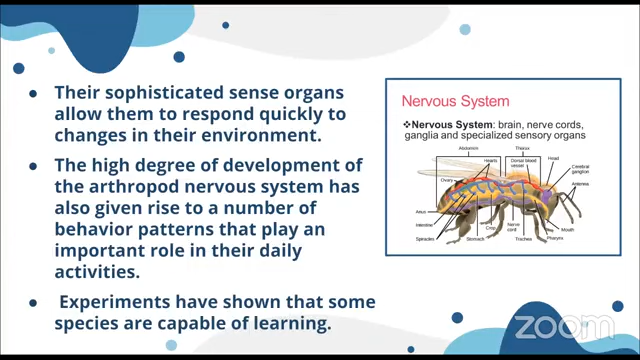 ● Their sophisticated sense organs
allow them to respond quickly to
changes in their environment.
● The high degree of development of
the arthropod nervous system has
also given rise to a number of
behavior patterns that play an
important role in their daily
activities.
● Experiments have shown that some
species are capable of learning.
Nervous System
❖Nervous System: brain, nerve cords,
ganglia and specialized sensory organs
Abdomen
Thorax
Hearts
Dorsal blood
vessel
Head
Cerebral
ganglion
Antenna
Ovary
Anus
Intestine
Spiracles
Stomach
Crop
Nerve
cord
Trachea
Pharynx
Mouth
zoom